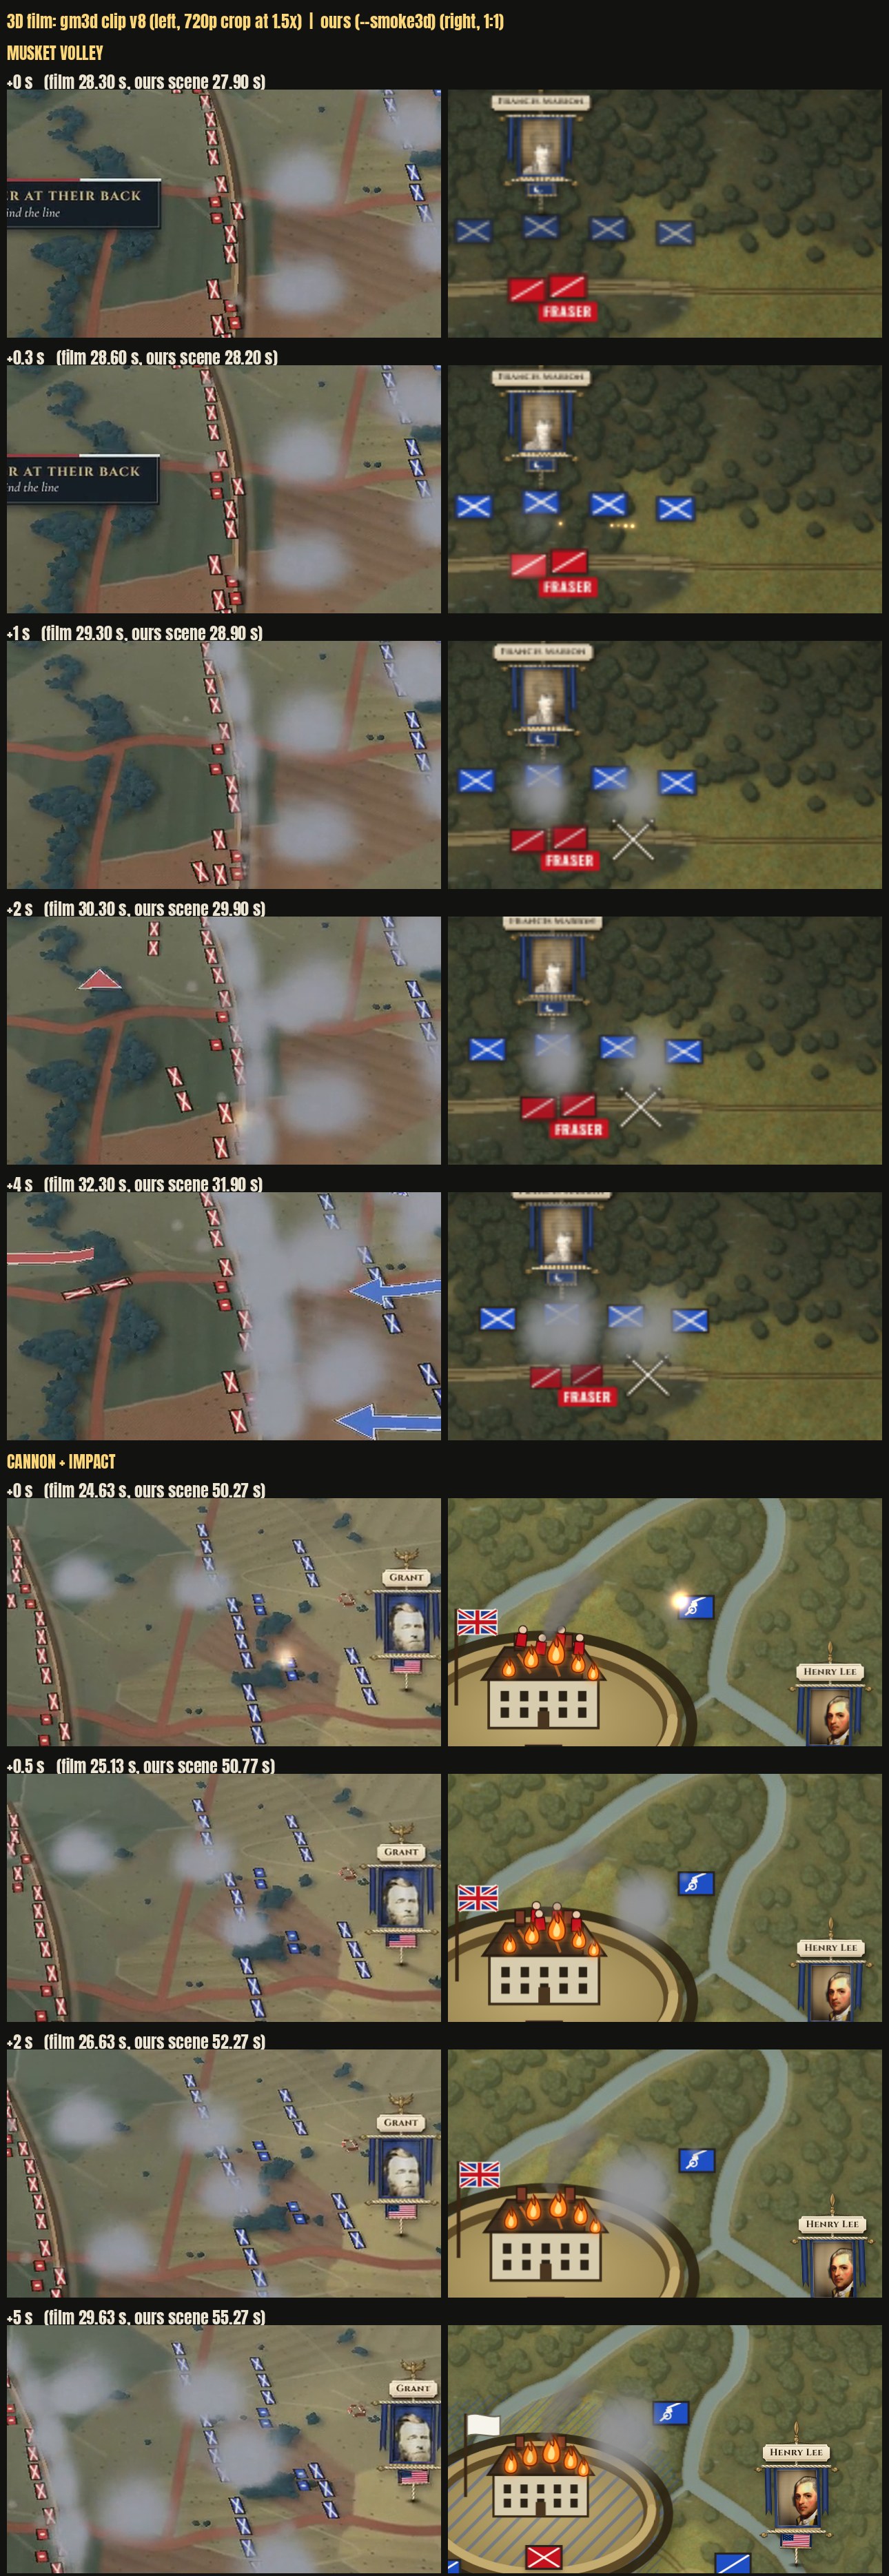 3D film: gm3d clip v8 (left, 720p crop at 1.5x) | ours (--smoke3d) (right, 1:1)
MUSKET VOLLEY
+0 s (film 28.30 s, ours scene 27.90 s)
R AT THEIR BACK
ind the line
FRANCIS MARION
FRASER
+0.3 s (film 28.60 s, ours scene 28.20 s)
R AT THEIR BACK
ind the line
FRANCIS MARION
FRASER
+1 s (film 29.30 s, ours scene 28.90 s)
FRANCIS MARION
FRASER
+2 s (film 30.30 s, ours scene 29.90 s)
FRANCIS MARION
FRASER
+4 s (film 32.30 s, ours scene 31.90 s)
FRASER
CANNON + IMPACT
+0 s (film 24.63 s, ours scene 50.27 s)
GRANT
HENRY LEE
+0.5 s (film 25.13 s, ours scene 50.77 s)
GRANT
HENRY LEE
+2 s (film 26.63 s, ours scene 52.27 s)
GRANT
HENRY LEE
+5 s (film 29.63 s, ours scene 55.27 s)
GRANT
HENRY LEE